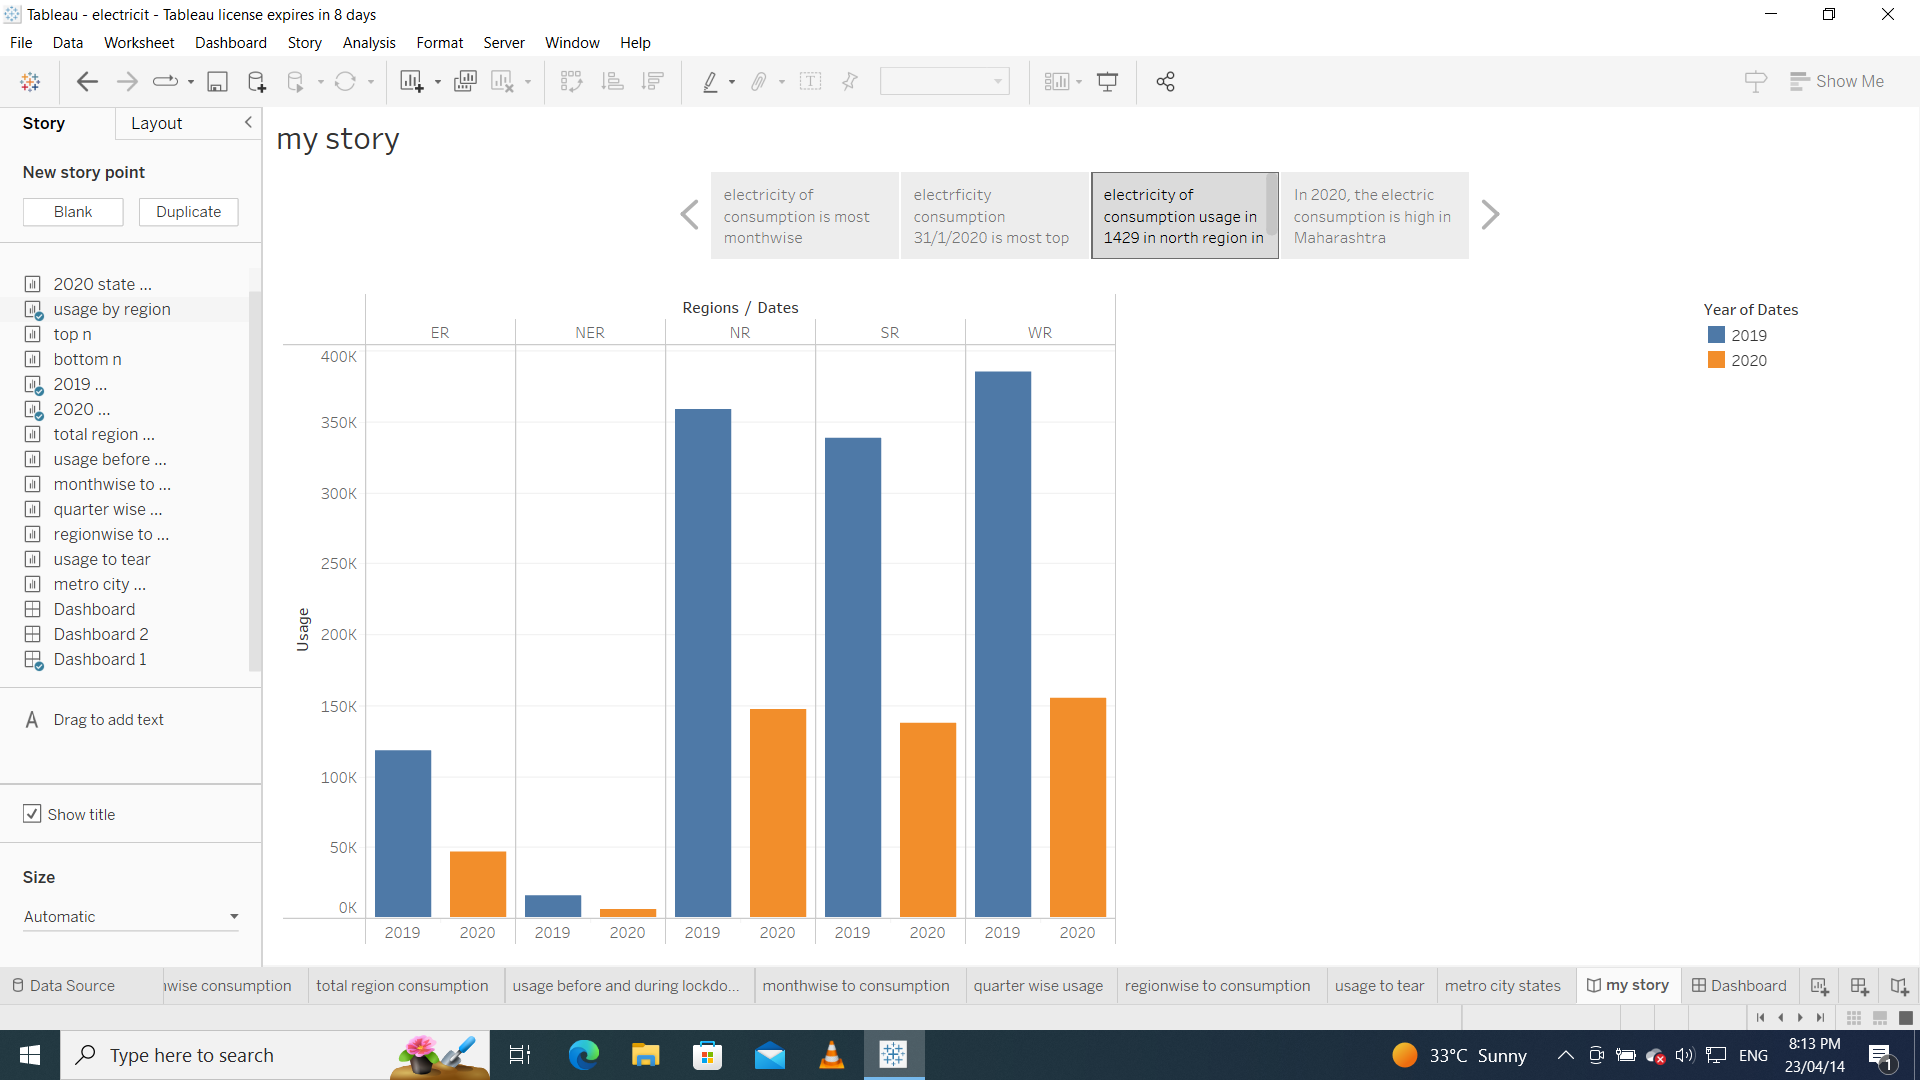 Tableau - electricit - Tableau license expires in 8 days
File Data Worksheet Dashboard Story Analysis Format Server Window Help
Show Me
Story
Layout
New story point
Blank
Duplicate
2020 state ...
usage by region
top n
bottom n
2019 ...
2020 ...
total region ...
usage before ...
monthwise to ...
quarter wise ...
regionwise to ...
usage to tear
metro city ...
Dashboard
Dashboard 2
Dashboard 1
A Drag to add text
Show title
Size
Automatic
my story
electricity of
consumption is most
monthwise
electrficity
consumption
31/1/2020 is most top
electricity of
consumption usage in
1429 in north region in
In 2020, the electric
consumption is high in
Maharashtra
Regions / Dates
ER NER NR SR WR
400K
350K
300K
250K
200K
150K
100K
50K
0K
Usage
2019 2020 2019 2020 2019 2020 2019 2020 2019 2020
Year of Dates
2019
2020
Data Source
wise consumption
total region consumption
usage before and during lockdo...
monthwise to consumption
quarter wise usage
regionwise to consumption
usage to tear
metro city states
my story
Dashboard
Type here to search
33°C Sunny
ENG
8:13 PM
23/04/14
1